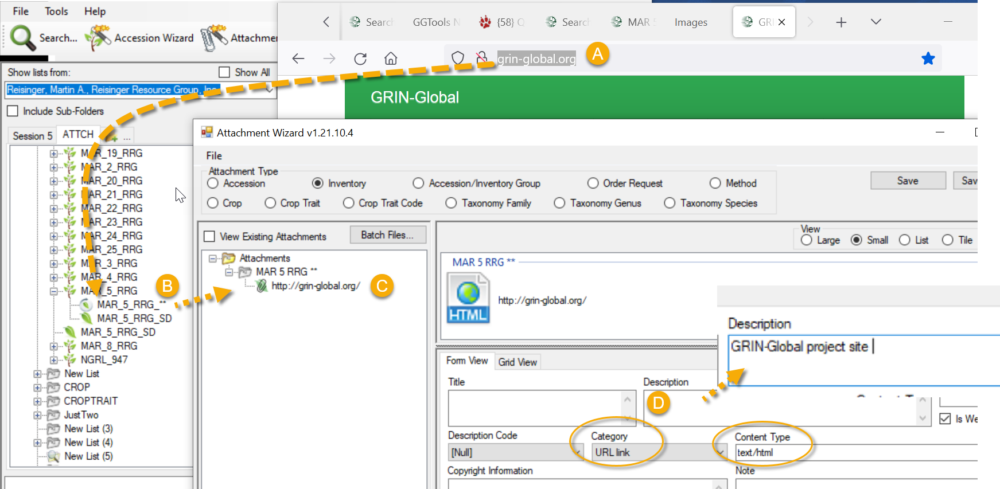 File Tools Help
Search... Accession Wizard
Show lists from: Show All
Reisinger, Martin A., Reisinger Resource Group, Inc.
Include Sub-Folders
Session 5 ATTCH ...
MAR_19_RRG
MAR_2_RRG
MAR_20_RRG
MAR_21_RRG
MAR_22_RRG
MAR_23_RRG
MAR_24_RRG
MAR_25_RRG
MAR_3_RRG
MAR_4_RRG
MAR_5_RRG
MAR_5_RRG_**
MAR_5_RRG_SD
MAR_5_RRG_SD
MAR_8_RRG
NGRL_947
New List
CROP
CROPTRAIT
JustTwo
New List (3)
New List (4)
New List (5)
GGTools N {58} Q MAR 5 Images GRI
grin-global.org A
GRIN-Global
Attachment Wizard v1.21.10.4
File
Attachment Type
Accession Inventory Accession/Inventory Group Order Request Method
Crop Crop Trait Crop Trait Code Taxonomy Family Taxonomy Genus Taxonomy Species
Save
View Existing Attachments Batch Files...
Attachments
MAR 5 RRG **
http://grin-global.org/
B
C
View
Large Small List Tile
MAR 5 RRG **
HTML
http://grin-global.org/
Description
GRIN-Global project site
Form View Grid View
Title Description
D
Is We
Description Code Category Content Type
[Null] URL link text/html
Copyright Information Note